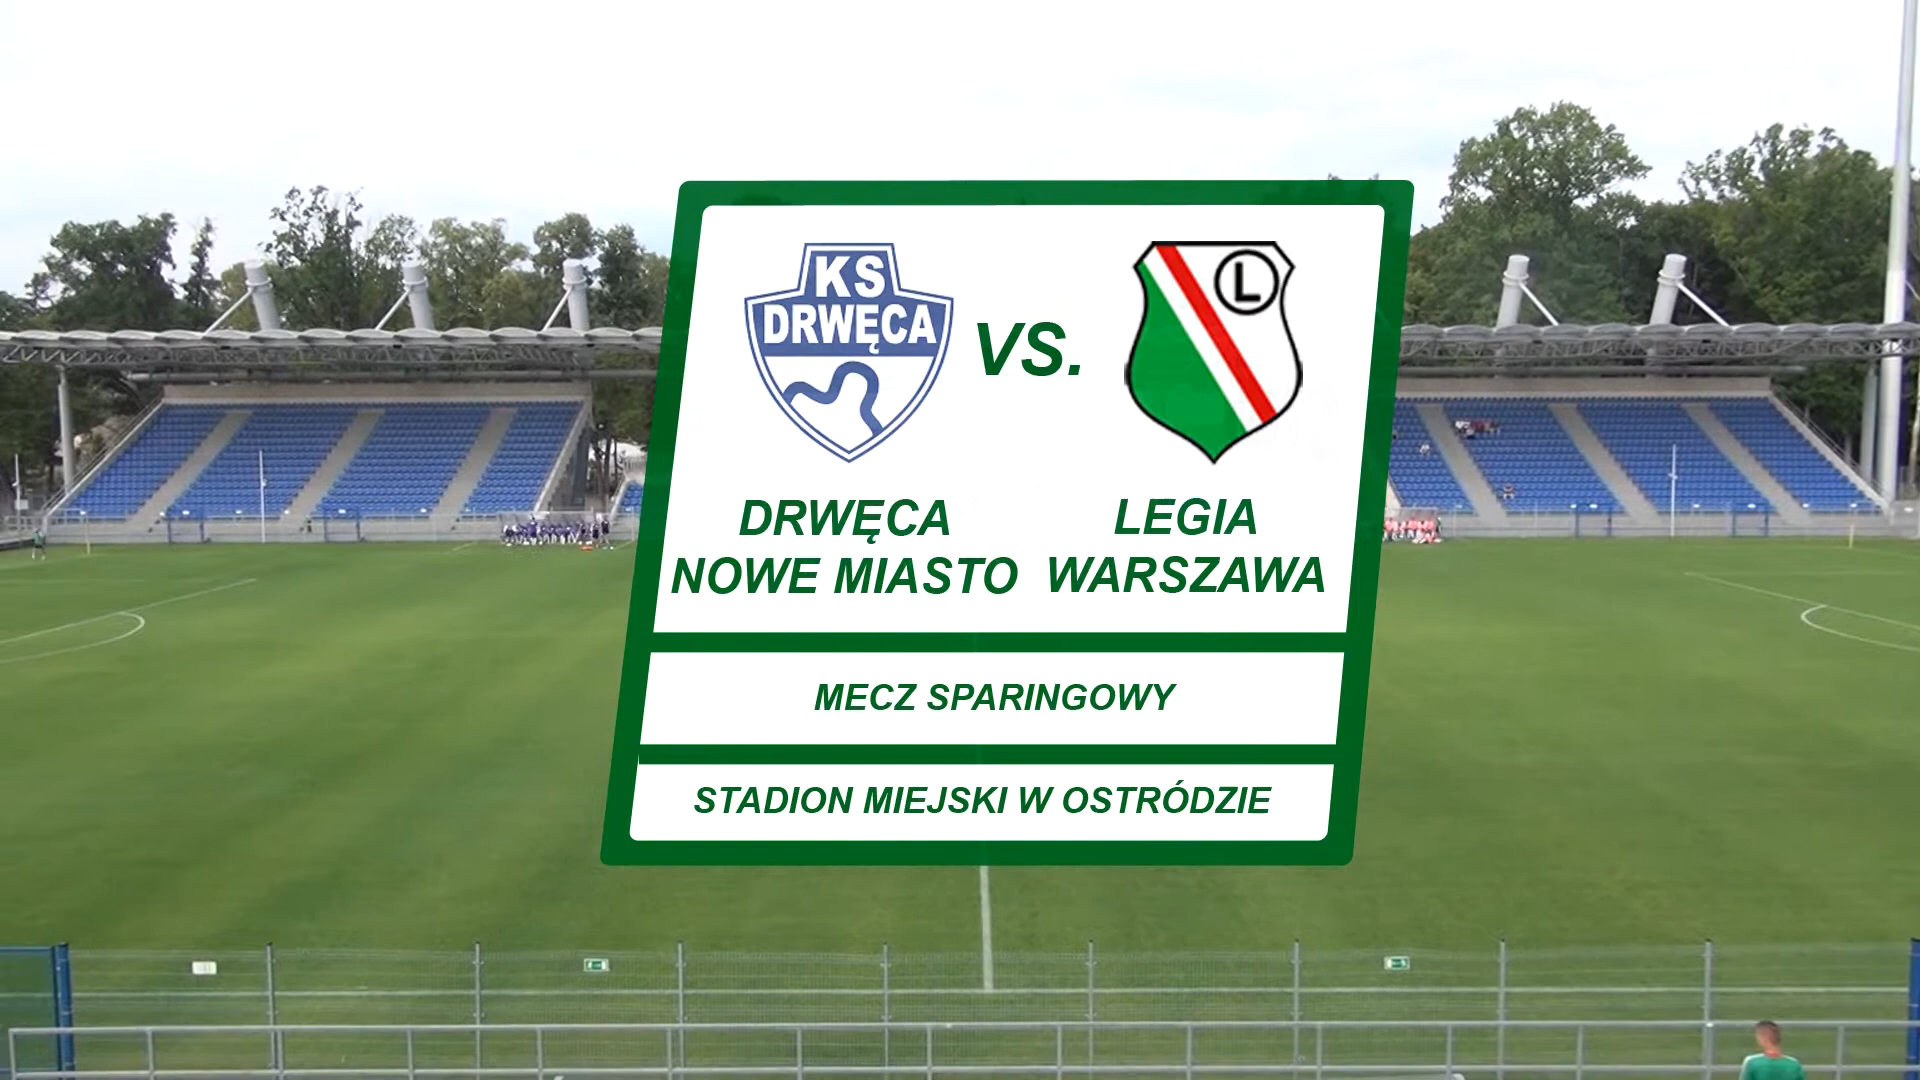 KS
DRWĘCA
VS.
L
DRWĘCA
NOWE MIASTO
LEGIA
WARSZAWA
MECZ SPARINGOWY
STADION MIEJSKI W OSTRÓDZIE